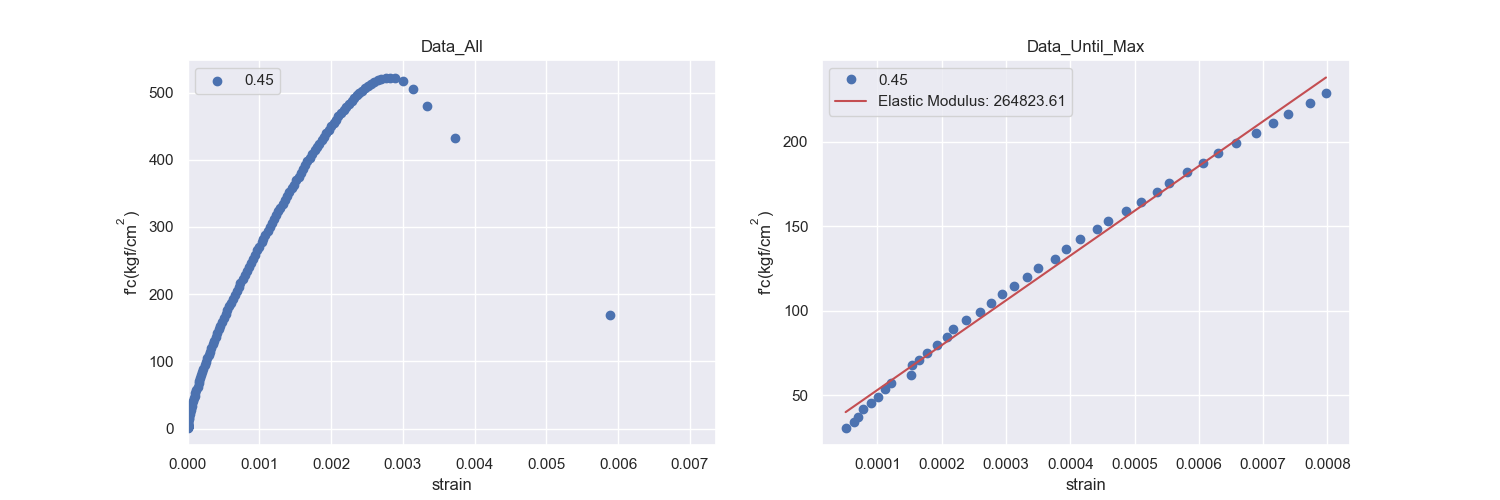 Data_All
0.45
500
400
300
200
100
0
f'c(kgf/cm²)
0.000 0.001 0.002 0.003 0.004 0.005 0.006 0.007
strain
Data_Until_Max
0.45
Elastic Modulus: 264823.61
200
150
100
50
f'c(kgf/cm²)
0.0001 0.0002 0.0003 0.0004 0.0005 0.0006 0.0007 0.0008
strain